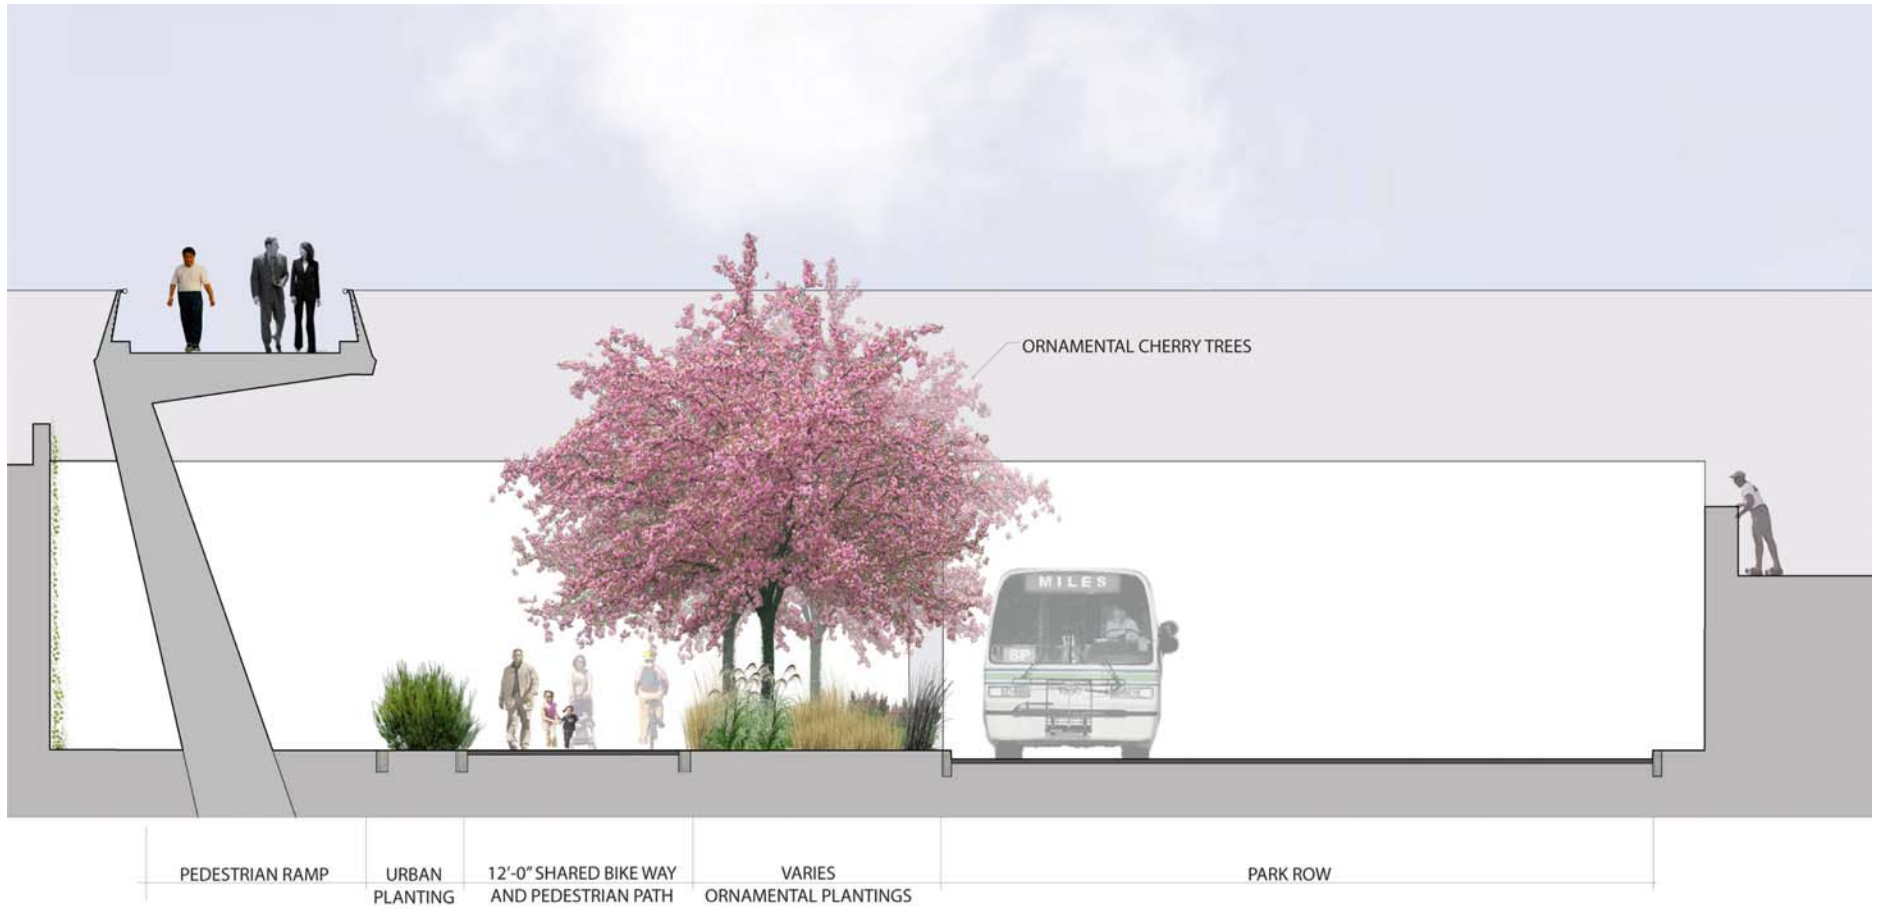 ORNAMENTAL CHERRY TREES
MILES
8P
PEDESTRIAN RAMP
URBAN
PLANTING
12'-0" SHARED BIKE WAY
AND PEDESTRIAN PATH
VARIES
ORNAMENTAL PLANTINGS
PARK ROW